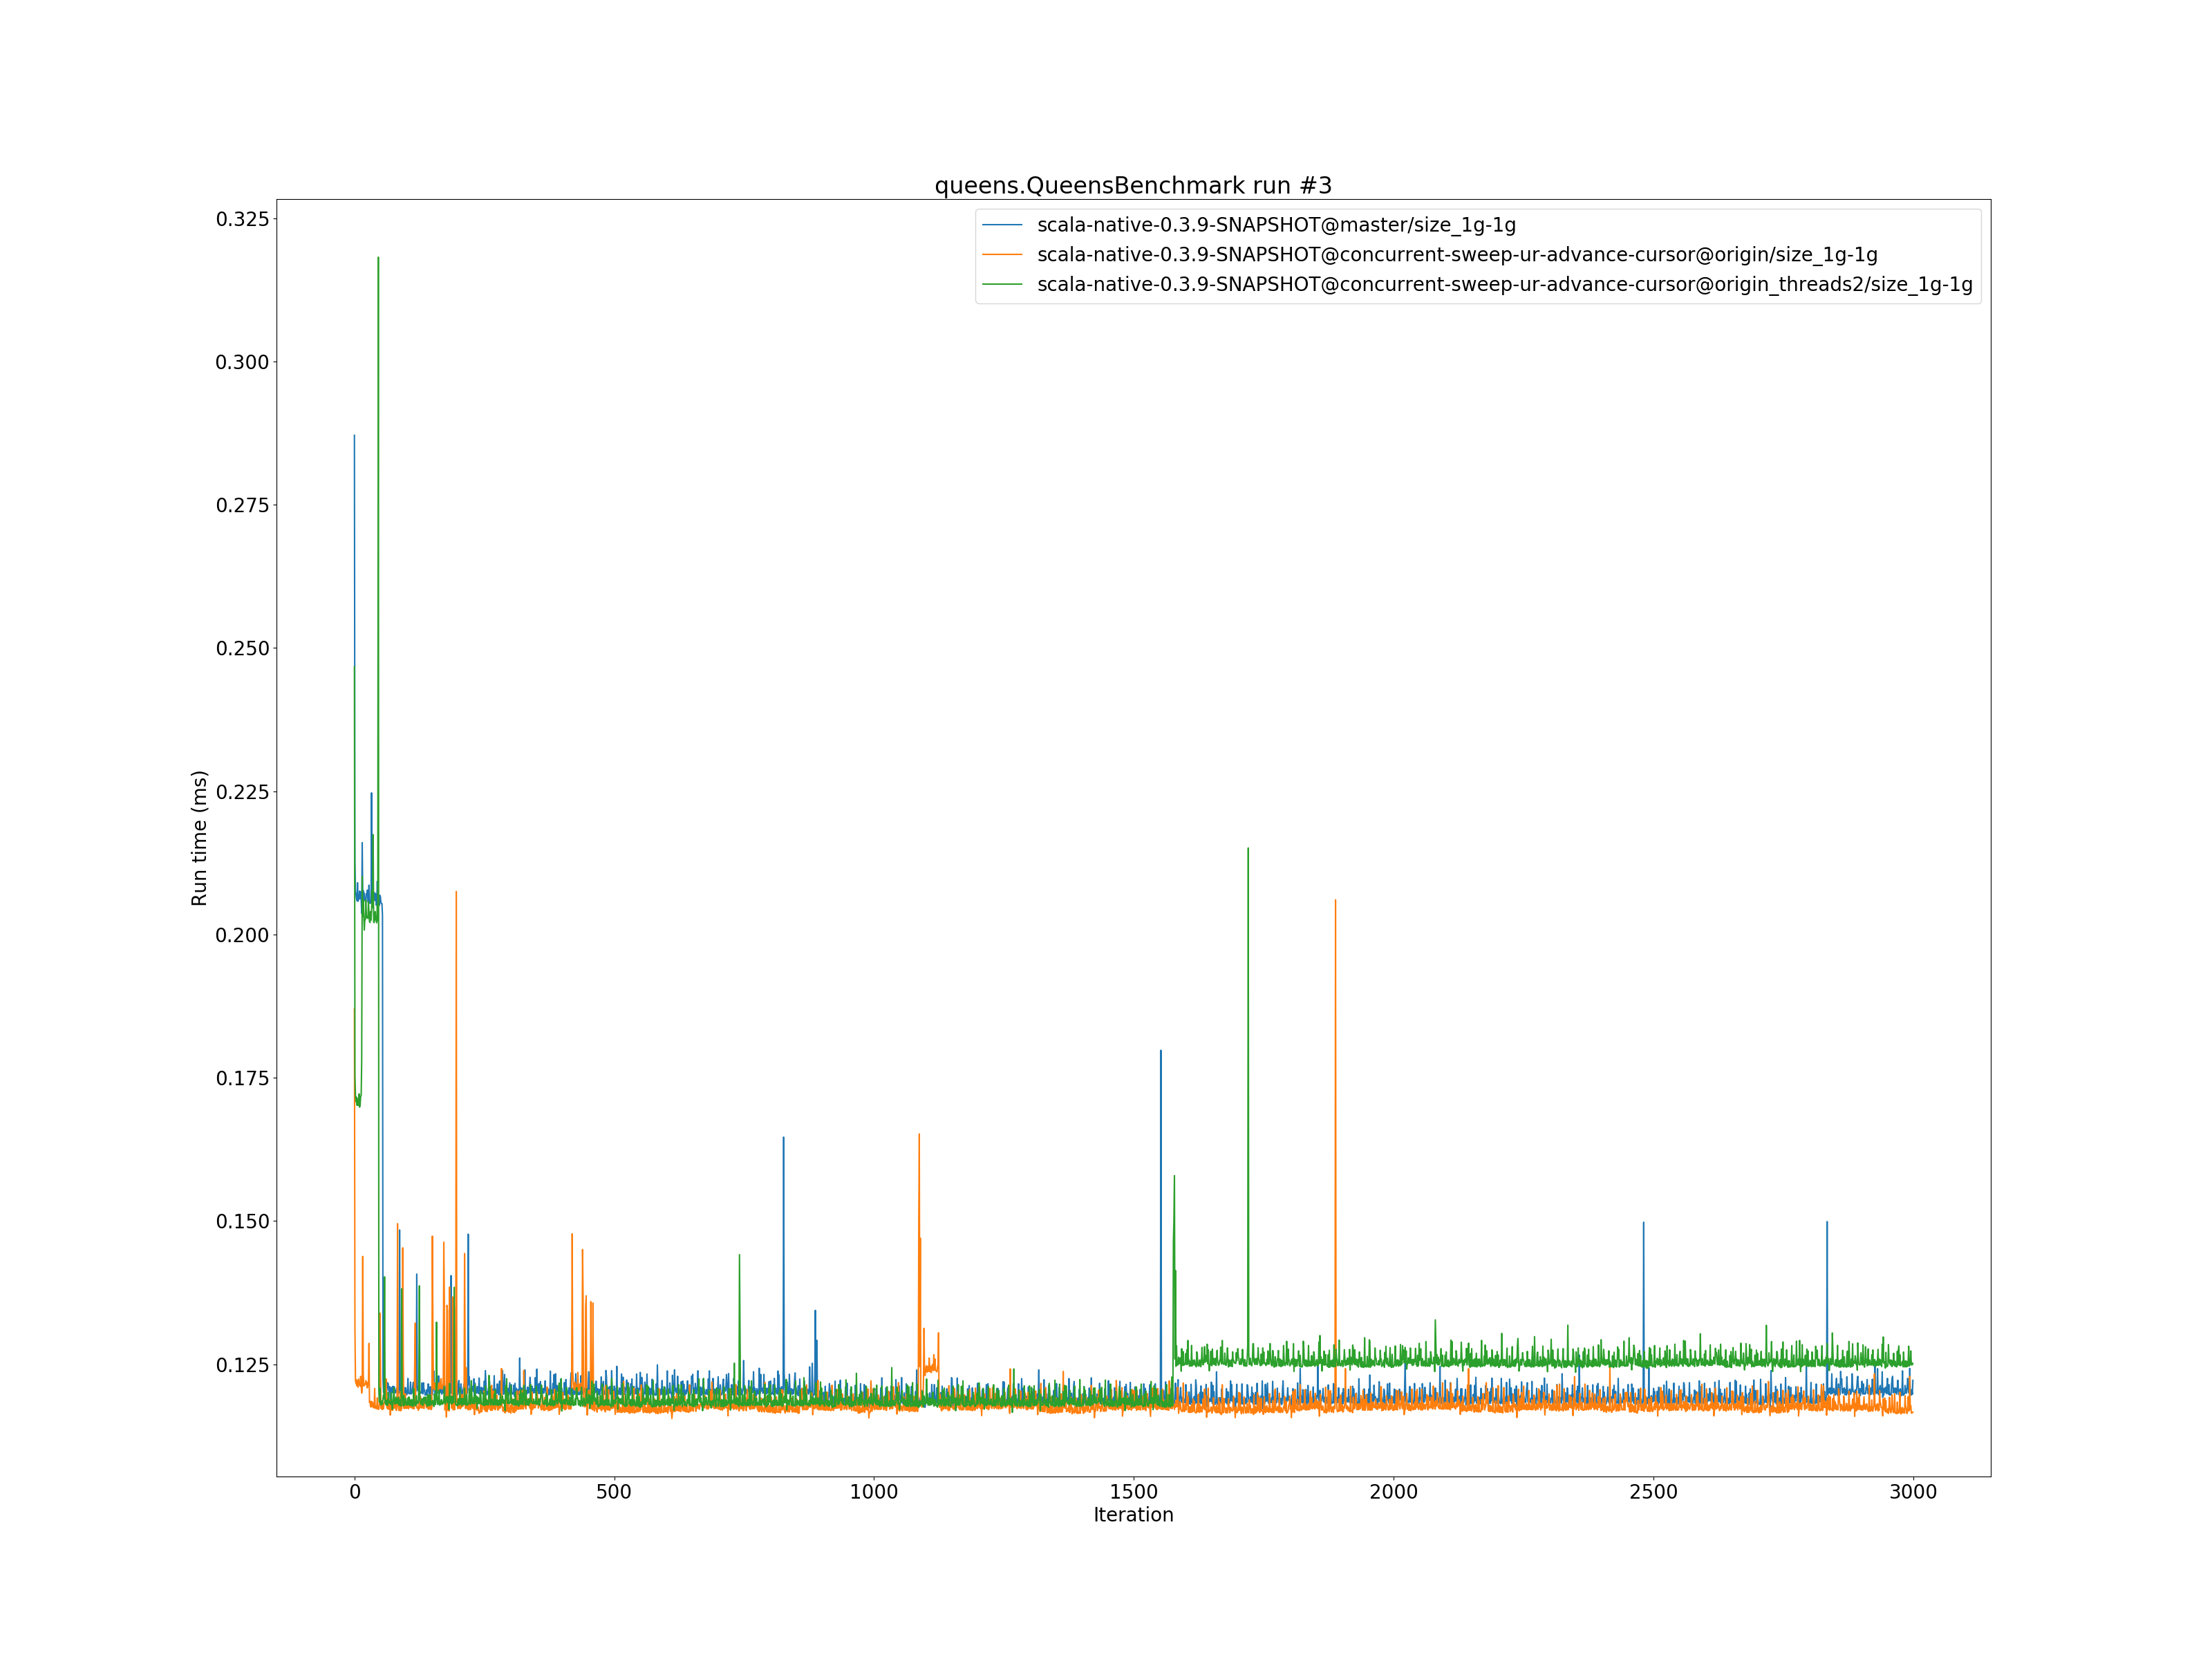 queens.QueensBenchmark run #3
scala-native-0.3.9-SNAPSHOT@master/size_1g-1g
scala-native-0.3.9-SNAPSHOT@concurrent-sweep-ur-advance-cursor@origin/size_1g-1g
scala-native-0.3.9-SNAPSHOT@concurrent-sweep-ur-advance-cursor@origin_threads2/size_1g-1g
0.325
0.300
0.275
0.250
0.225
0.200
0.175
0.150
0.125
Run time (ms)
0 500 1000 1500 2000 2500 3000
Iteration